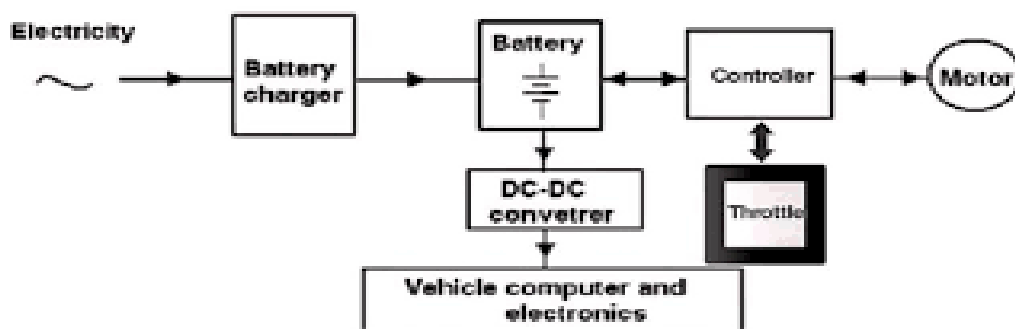 Electricity
Battery
charger
Battery
Controller
Motor
DC-DC
convetrer
Throttle
Vehicle computer and
electronics